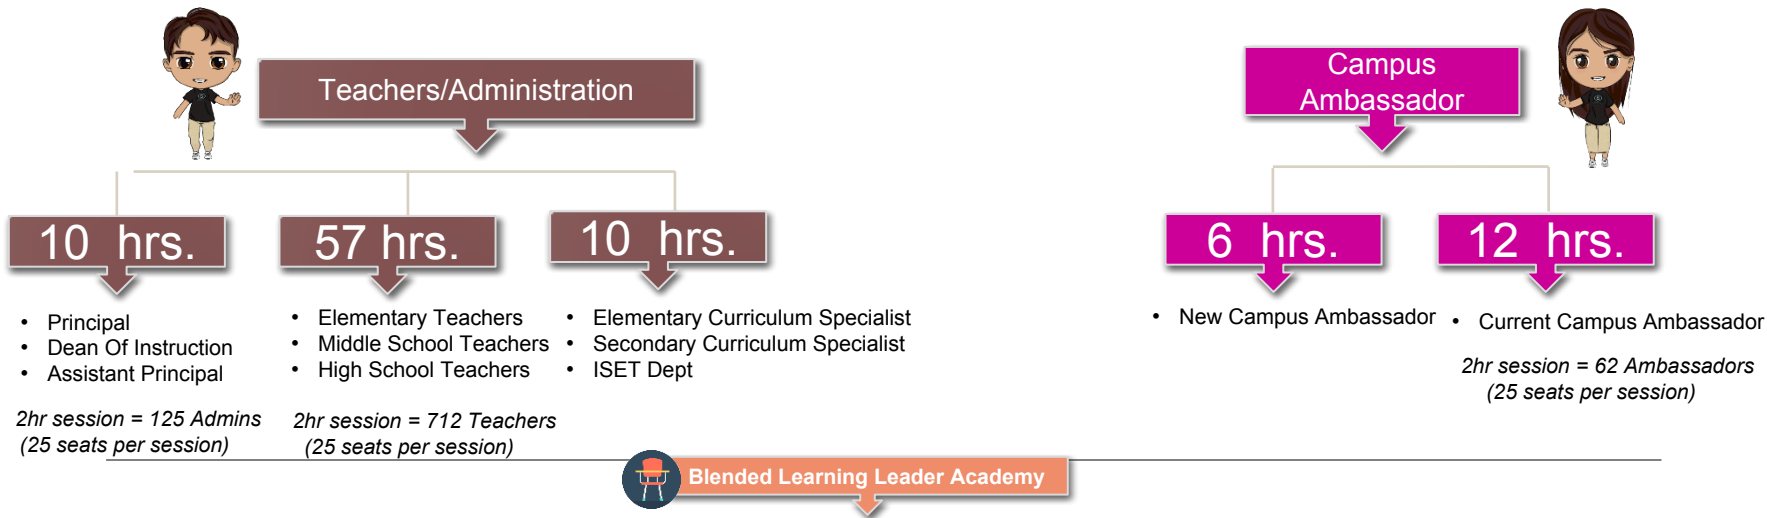 Teachers/Administration
Campus
Ambassador
10 hrs.
57 hrs.
10 hrs.
6 hrs.
12 hrs.
• Principal
• Dean Of Instruction
• Assistant Principal
2hr session = 125 Admins
(25 seats per session)
• Elementary Teachers
• Middle School Teachers
• High School Teachers
2hr session = 712 Teachers
(25 seats per session)
• Elementary Curriculum Specialist
• Secondary Curriculum Specialist
• ISET Dept
• New Campus Ambassador
• Current Campus Ambassador
2hr session = 62 Ambassadors
(25 seats per session)
Blended Learning Leader Academy